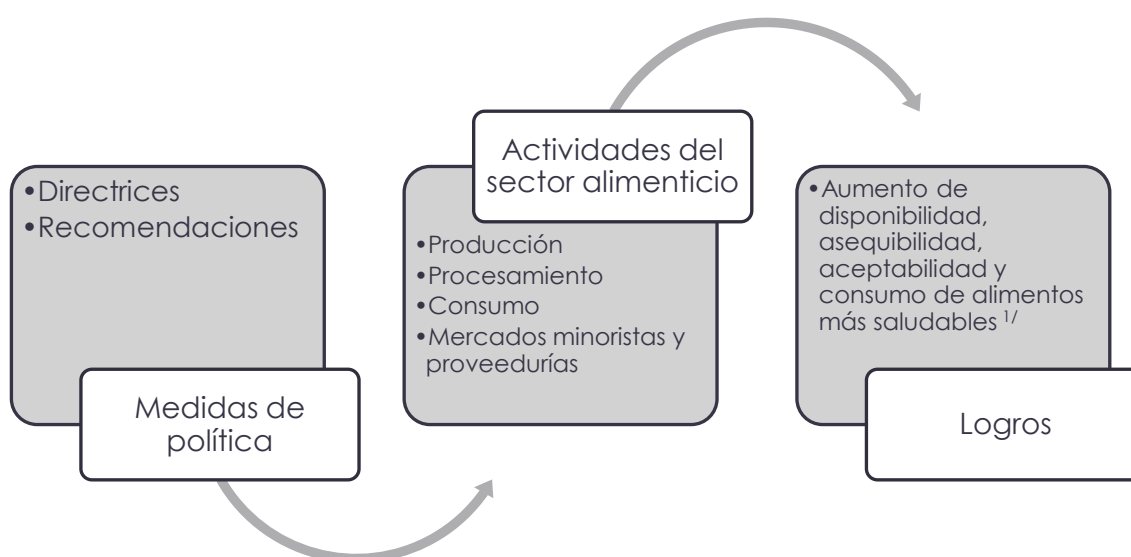 •Directrices
•Recomendaciones
Medidas de
política
Actividades del
sector alimenticio
•Producción
•Procesamiento
•Consumo
•Mercados minoristas y
proveedurías
•Aumento de
disponibilidad,
asequibilidad,
aceptabilidad y
consumo de alimentos
más saludables 1/
Logros